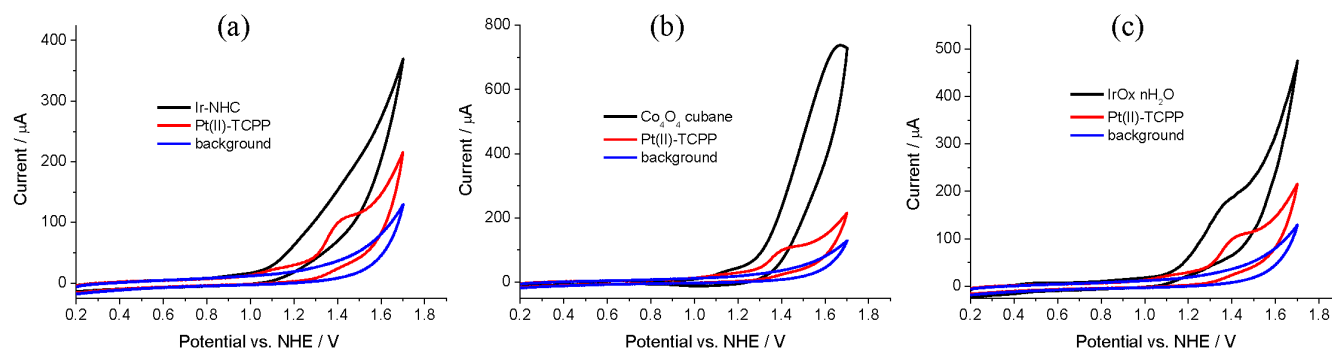 (a)
400
300
200
100
0
Current / μA
Ir-NHC
Pt(II)-TCPP
background
0.2 0.4 0.6 0.8 1.0 1.2 1.4 1.6 1.8
Potential vs. NHE / V
(b)
800
600
400
200
0
Current / μA
Co₄O₄ cubane
Pt(II)-TCPP
background
0.2 0.4 0.6 0.8 1.0 1.2 1.4 1.6 1.8
Potential vs. NHE / V
(c)
500
400
300
200
100
0
Current / μA
IrOx nH₂O
Pt(II)-TCPP
background
0.2 0.4 0.6 0.8 1.0 1.2 1.4 1.6 1.8
Potential vs. NHE / V